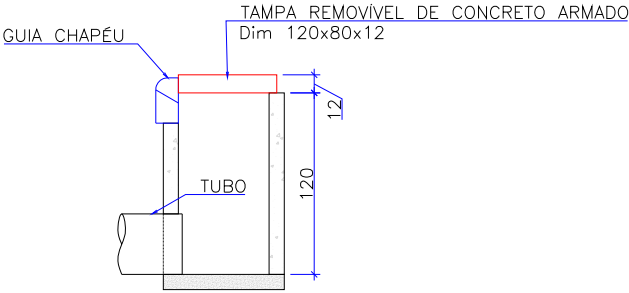 TAMPA REMOVÍVEL DE CONCRETO ARMADO
Dim 120x80x12
GUIA CHAPÉU
12
120
TUBO